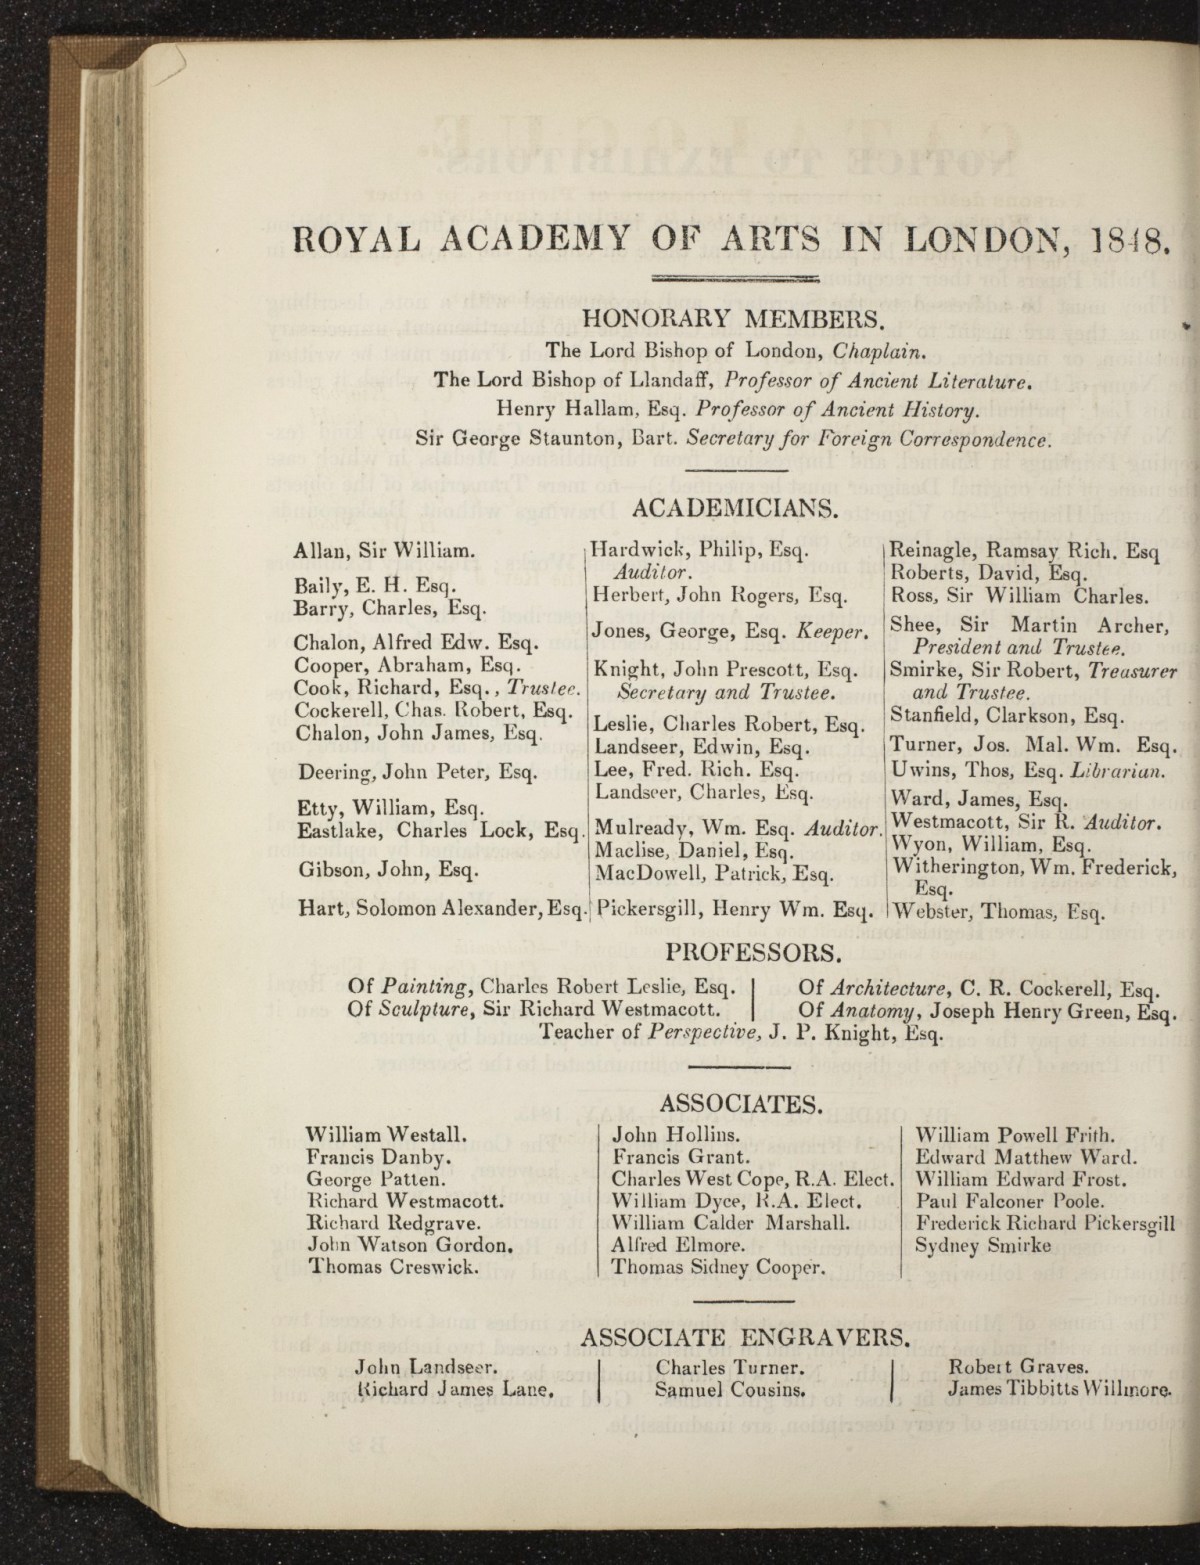 ROYAL ACADEMY OF ARTS IN LONDON, 1848.
HONORARY MEMBERS.
The Lord Bishop of London, Chaplain.
The Lord Bishop of Llandaff, Professor of Ancient Literature.
Henry Hallam, Esq. Professor of Ancient History.
Sir George Staunton, Bart. Secretary for Foreign Correspondence.
ACADEMICIANS.
Allan, Sir William.
Baily, E. H. Esq.
Barry, Charles, Esq.
Chalon, Alfred Edw. Esq.
Cooper, Abraham, Esq.
Cook, Richard, Esq., Trustee.
Cockerell, Chas. Robert, Esq.
Chalon, John James, Esq.
Deering, John Peter, Esq.
Etty, William, Esq.
Eastlake, Charles Lock, Esq.
Gibson, John, Esq.
Hart, Solomon Alexander, Esq.
Hardwick, Philip, Esq.
Auditor.
Herbert, John Rogers, Esq.
Jones, George, Esq. Keeper.
Knight, John Prescott, Esq.
Secretary and Trustee.
Leslie, Charles Robert, Esq.
Landseer, Edwin, Esq.
Lee, Fred. Rich. Esq.
Landseer, Charles, Esq.
Mulready, Wm. Esq. Auditor.
Maclise, Daniel, Esq.
MacDowell, Patrick, Esq.
Pickersgill, Henry Wm. Esq.
Reinagle, Ramsay Rich. Esq
Roberts, David, Esq.
Ross, Sir William Charles.
Shee, Sir Martin Archer,
President and Trustee.
Smirke, Sir Robert, Treasurer
and Trustee.
Stanfield, Clarkson, Esq.
Turner, Jos. Mal. Wm. Esq.
Uwins, Thos, Esq. Librarian.
Ward, James, Esq.
Westmacott, Sir R. Auditor.
Wyon, William, Esq.
Witherington, Wm. Frederick,
Esq.
Webster, Thomas, Esq.
PROFESSORS.
Of Painting, Charles Robert Leslie, Esq.
Of Sculpture, Sir Richard Westmacott.
Of Architecture, C. R. Cockerell, Esq.
Of Anatomy, Joseph Henry Green, Esq.
Teacher of Perspective, J. P. Knight, Esq.
ASSOCIATES.
William Westall.
Francis Danby.
George Patten.
Richard Westmacott.
Richard Redgrave.
John Watson Gordon.
Thomas Creswick.
John Hollins.
Francis Grant.
Charles West Cope, R.A. Elect.
William Dyce, R.A. Elect.
William Calder Marshall.
Alfred Elmore.
Thomas Sidney Cooper.
William Powell Frith.
Edward Matthew Ward.
William Edward Frost.
Paul Falconer Poole.
Frederick Richard Pickersgill
Sydney Smirke
ASSOCIATE ENGRAVERS.
John Landseer.
Richard James Lane.
Charles Turner.
Samuel Cousins.
Robert Graves.
James Tibbitts Willmore.